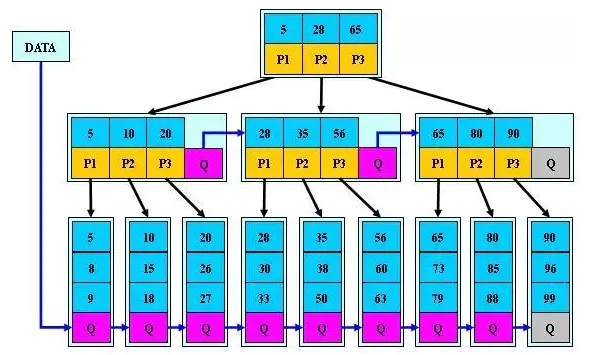 5 28 65
DATA
P1 P2 P3
5 10 20
28 35 56
65 80 90
P1 P2 P3 Q
P1 P2 P3 Q
P1 P2 P3 Q
5 10 20 28 35 56 65 80 90
8 15 26 30 38 60 73 85 96
9 18 27 33 50 63 79 88 99
Q Q Q Q Q Q Q Q Q